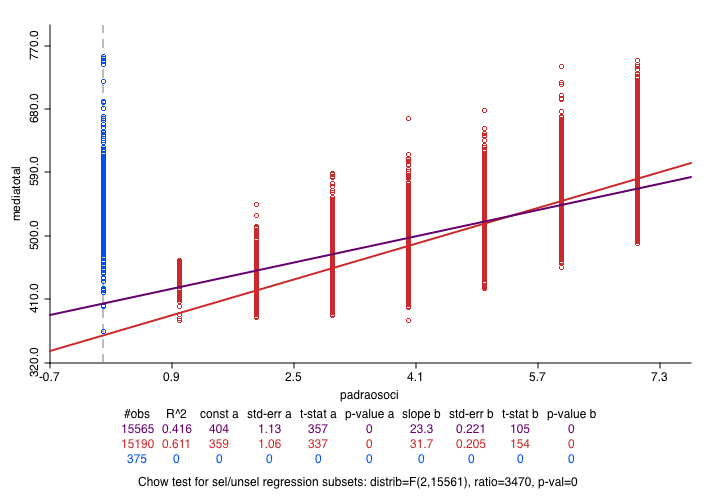 770.0
680.0
590.0
500.0
410.0
320.0
mediatotal
-0.7 0.9 2.5 4.1 5.7 7.3
padraosoci
#obs R^2 const a std-err a t-stat a p-value a slope b std-err b t-stat b p-value b
15565 0.416 404 1.13 357 0 23.3 0.221 105 0
15190 0.611 359 1.06 337 0 31.7 0.205 154 0
375 0 0 0 0 0 0 0 0 0
Chow test for sel/unsel regression subsets: distrib=F(2,15561), ratio=3470, p-val=0